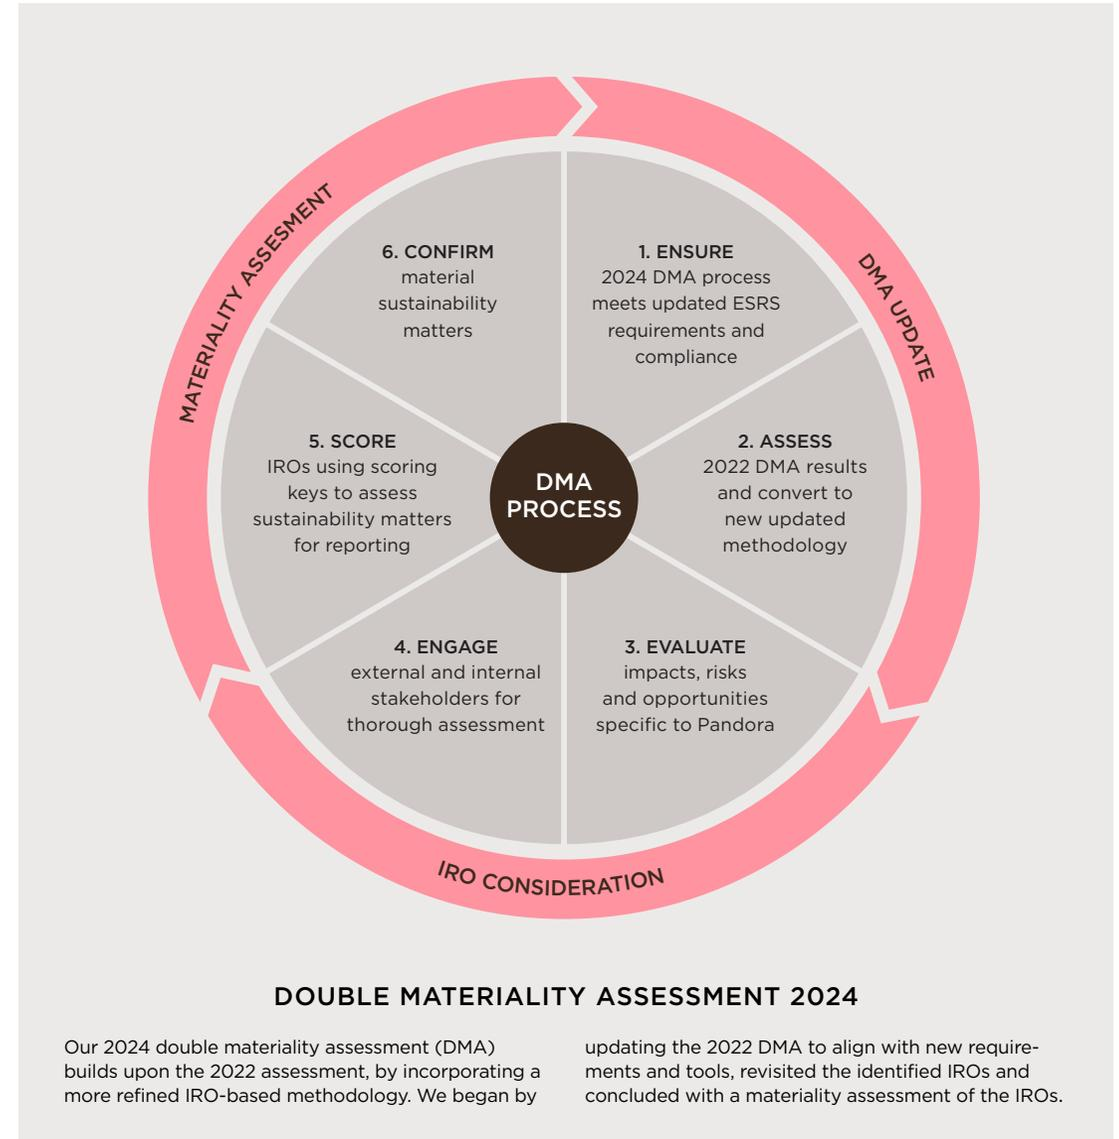 MATERIALITY ASSESMENT
DMA UPDATE
IRO CONSIDERATION
DMA
PROCESS
1. ENSURE
2024 DMA process
meets updated ESRS
requirements and
compliance
2. ASSESS
2022 DMA results
and convert to
new updated
methodology
3. EVALUATE
impacts, risks
and opportunities
specific to Pandora
4. ENGAGE
external and internal
stakeholders for
thorough assessment
5. SCORE
IROs using scoring
keys to assess
sustainability matters
for reporting
6. CONFIRM
material
sustainability
matters
DOUBLE MATERIALITY ASSESSMENT 2024
Our 2024 double materiality assessment (DMA)
builds upon the 2022 assessment, by incorporating a
more refined IRO-based methodology. We began by
updating the 2022 DMA to align with new require-
ments and tools, revisited the identified IROs and
concluded with a materiality assessment of the IROs.